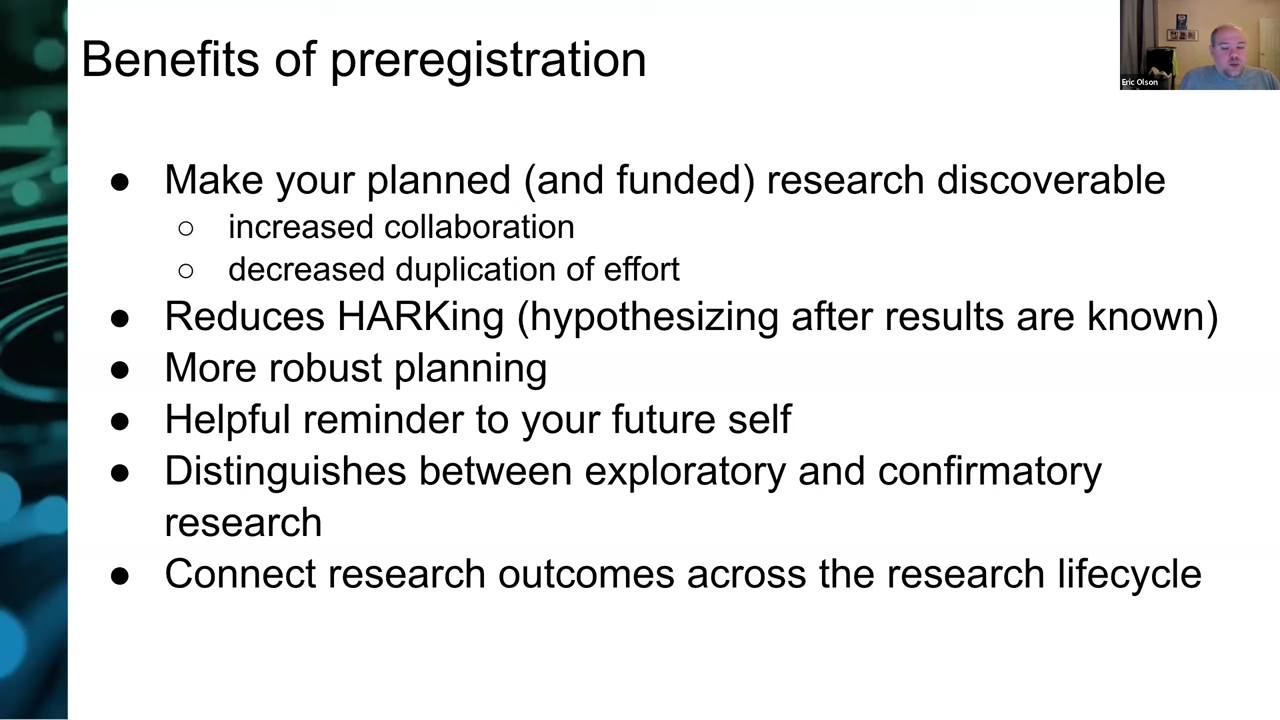 Benefits of preregistration
Eric Olson
● Make your planned (and funded) research discoverable
○ increased collaboration
○ decreased duplication of effort
● Reduces HARKing (hypothesizing after results are known)
● More robust planning
● Helpful reminder to your future self
● Distinguishes between exploratory and confirmatory
research
● Connect research outcomes across the research lifecycle